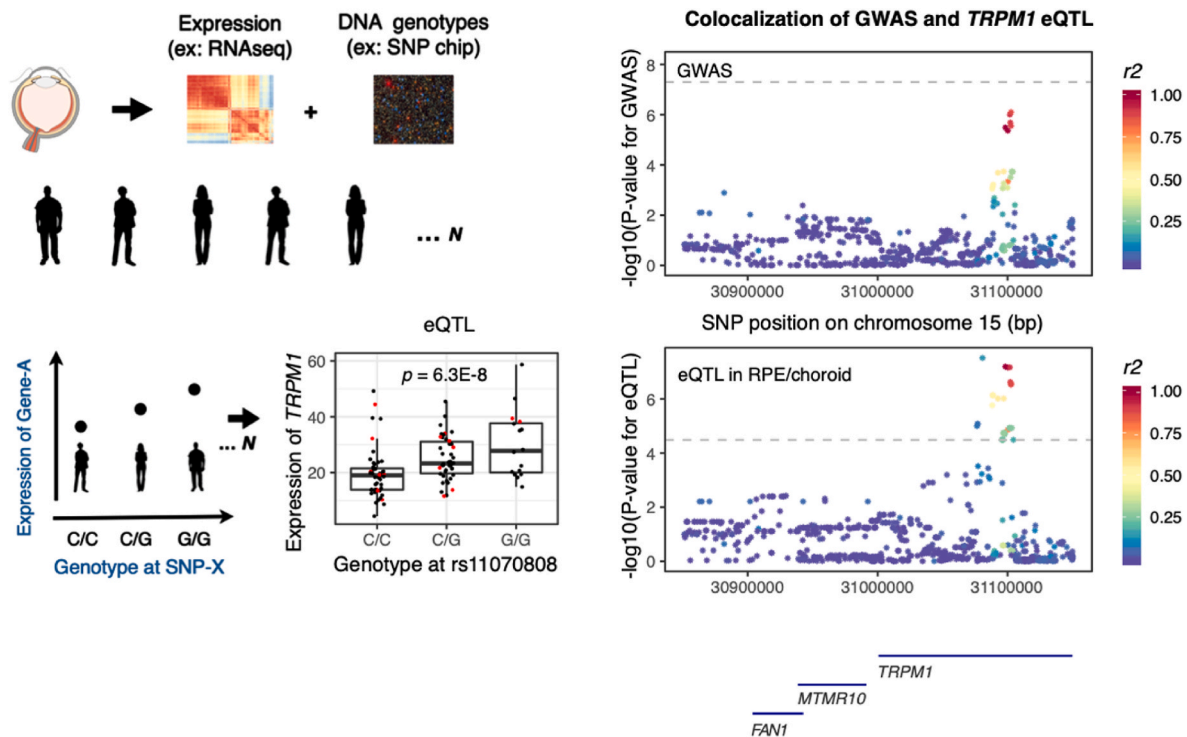 Expression
(ex: RNAseq)
DNA genotypes
(ex: SNP chip)
+
... N
Expression of Gene-A
C/C C/G G/G
Genotype at SNP-X
... N
eQTL
Expression of TRPM1
60
40
20
p = 6.3E-8
C/C C/G G/G
Genotype at rs11070808
Colocalization of GWAS and TRPM1 eQTL
-log10(P-value for GWAS)
8
6
4
2
0
GWAS
30900000 31000000 31100000
SNP position on chromosome 15 (bp)
r2
1.00
0.75
0.50
0.25
-log10(P-value for eQTL)
6
4
2
0
eQTL in RPE/choroid
30900000 31000000 31100000
r2
1.00
0.75
0.50
0.25
TRPM1
MTMR10
FAN1